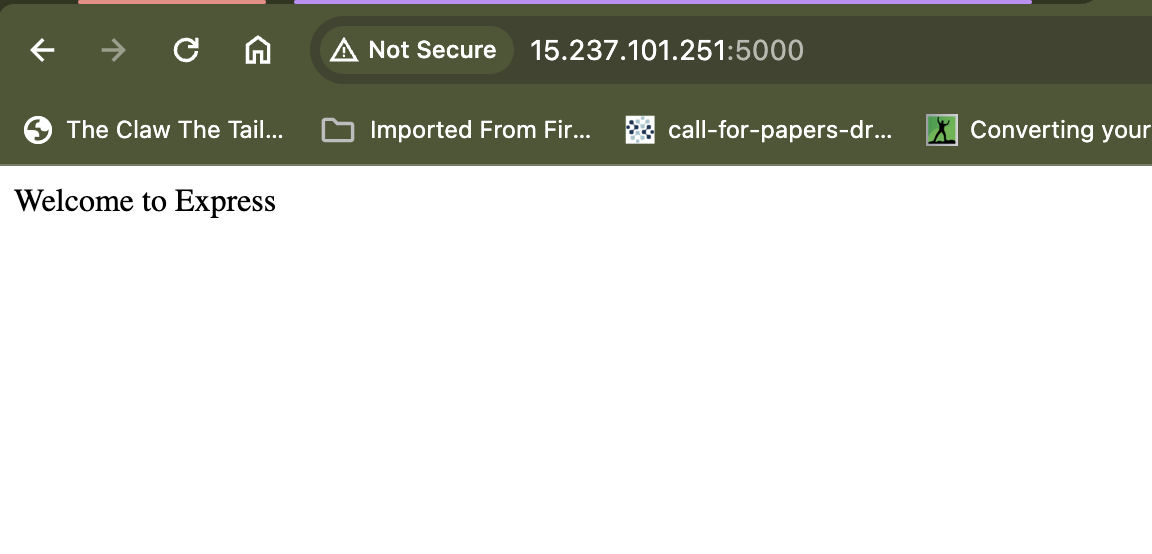 Not Secure 15.237.101.251:5000
The Claw The Tail... Imported From Fir... call-for-papers-dr... Converting your
Welcome to Express